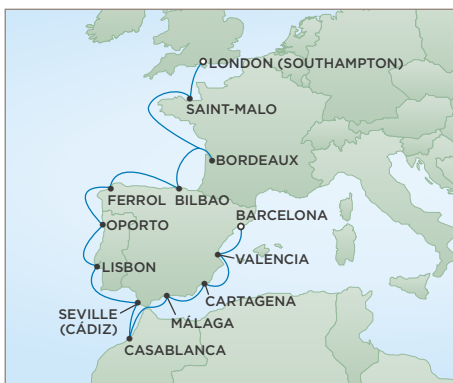 LONDON (SOUTHAMPTON)
SAINT-MALO
BORDEAUX
FERROL
BILBAO
OPORTO
BARCELONA
LISBON
VALENCIA
CARTAGENA
SEVILLE
(CÁDIZ)
MÁLAGA
CASABLANCA